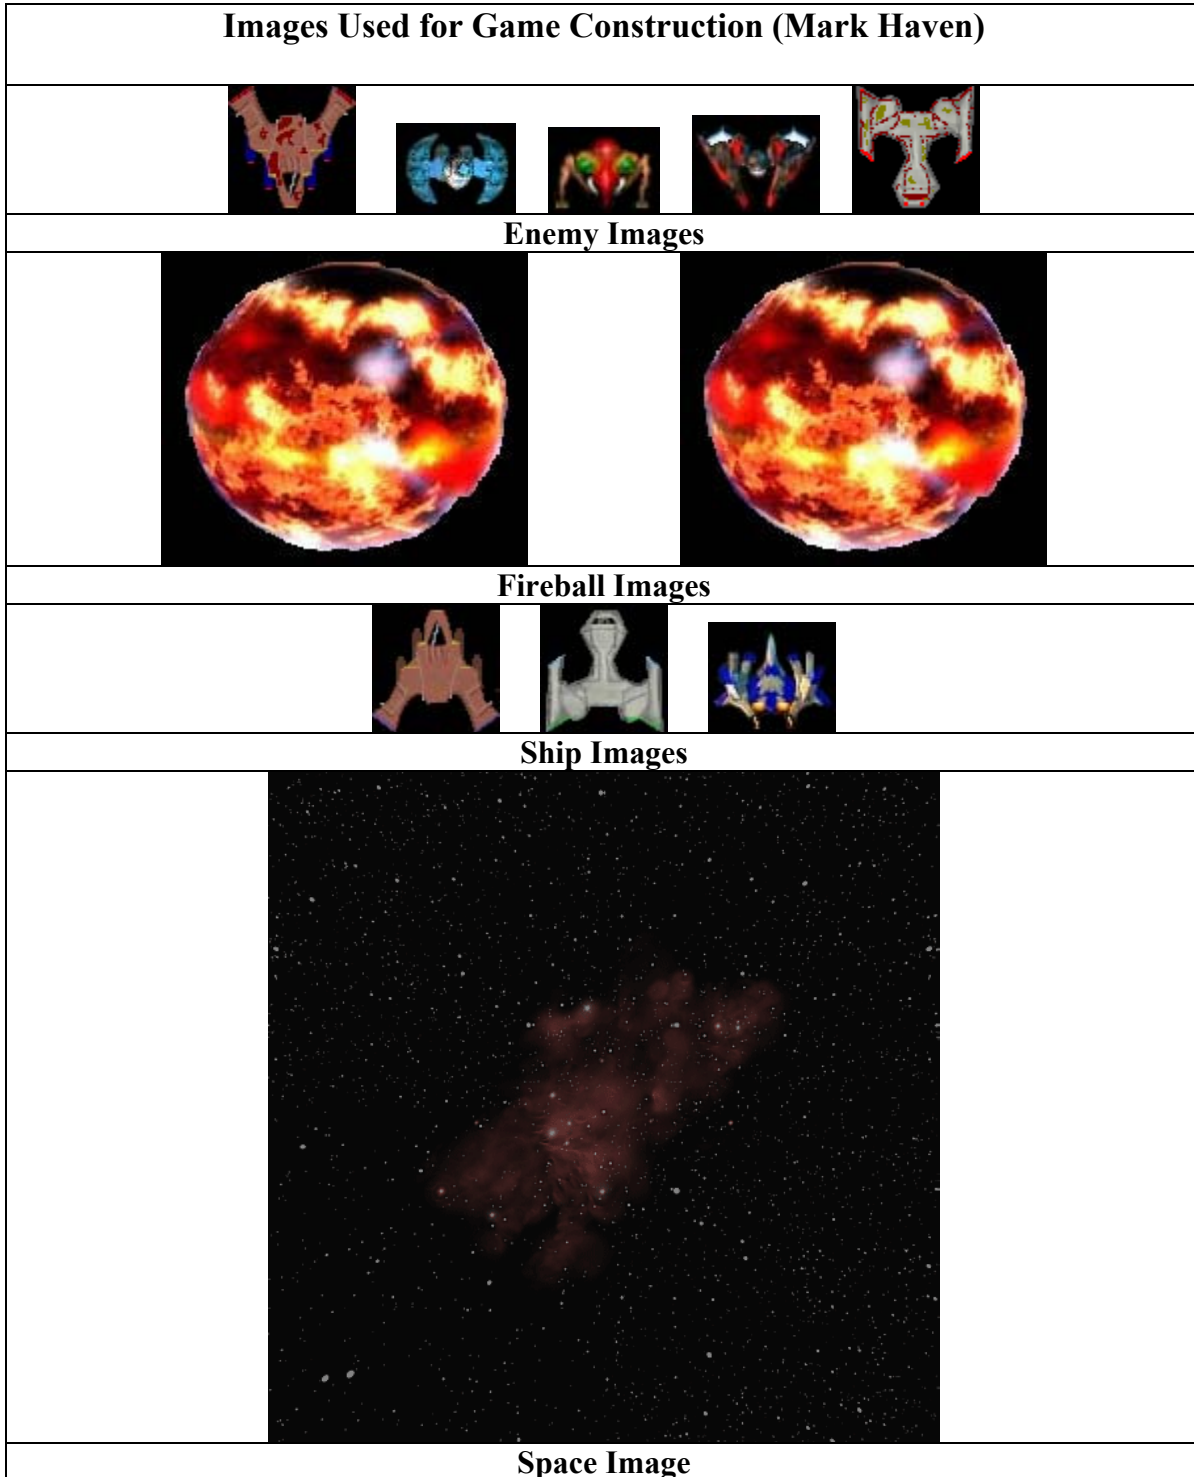 Images Used for Game Construction (Mark Haven)
Enemy Images
Fireball Images
Ship Images
Space Image